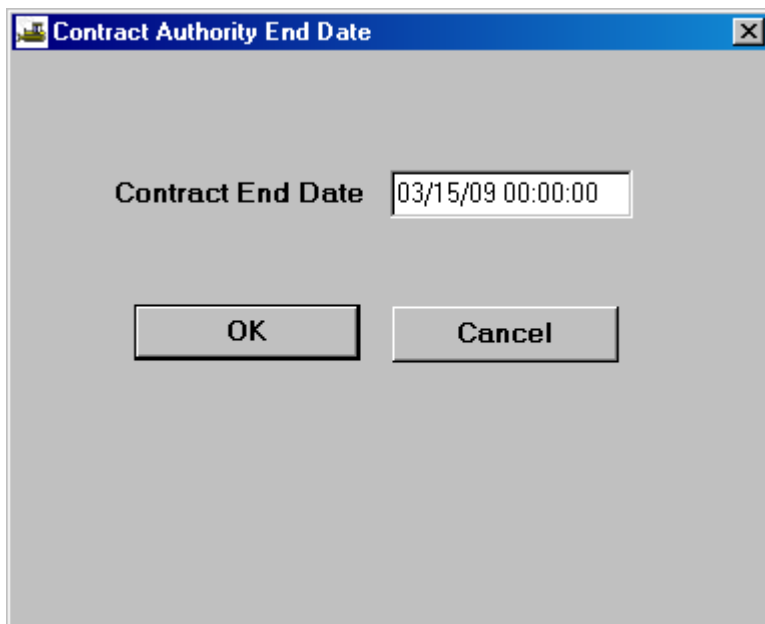 Contract Authority End Date
Contract End Date 03/15/09 00:00:00
OK Cancel